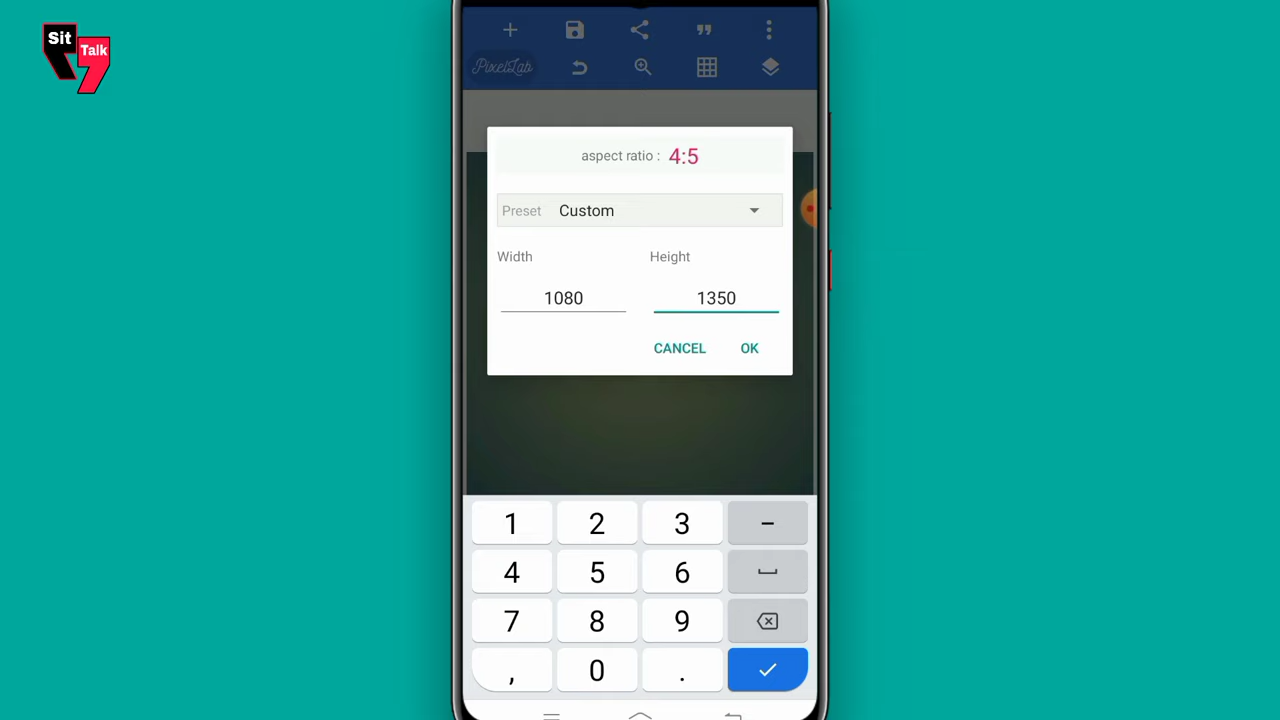 Sit
Talk
PixelLab
aspect ratio : 4:5
Preset Custom
Width Height
1080 1350
CANCEL OK
1 2 3 –
4 5 6
7 8 9
, 0 .